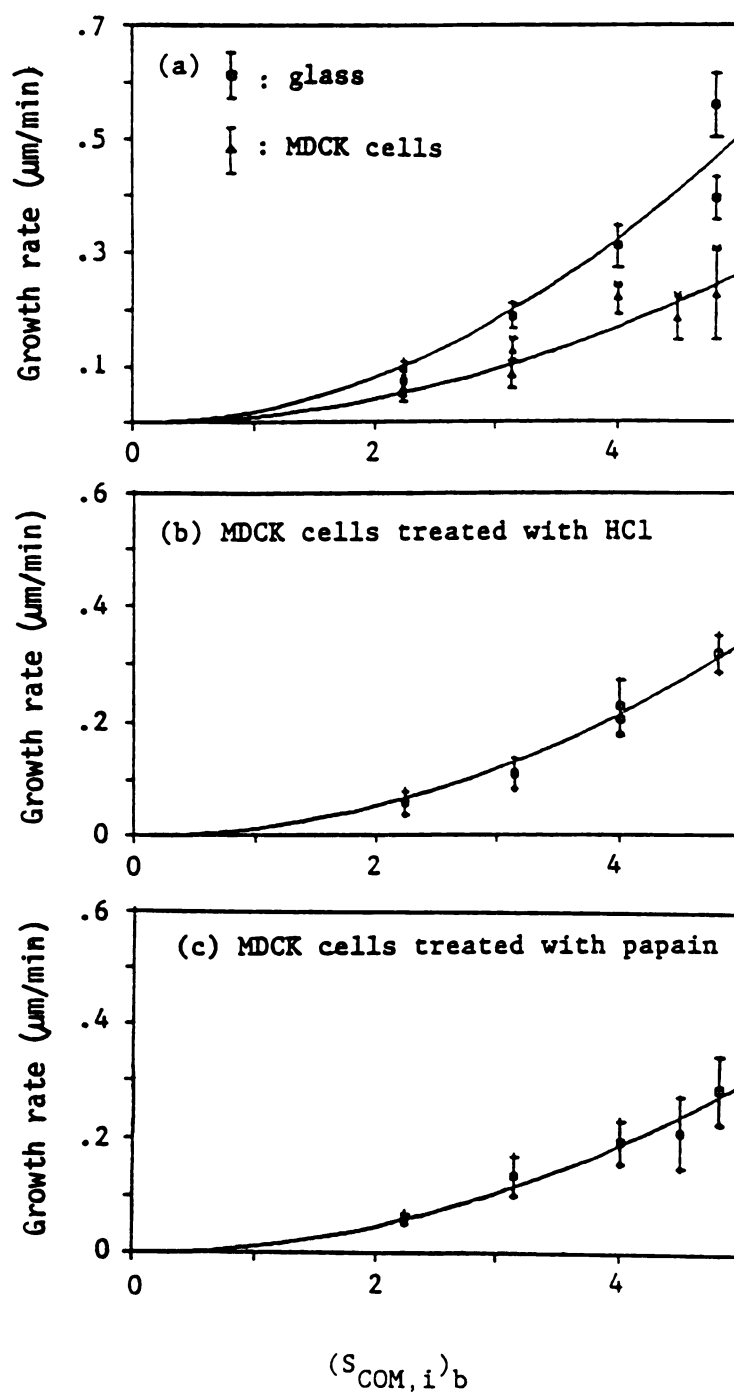 .7
(a) : glass
: MDCK cells
.5
.3
.1
Growth rate (μm/min)
0 2 4
.6
(b) MDCK cells treated with HCl
.4
.2
0
Growth rate (μm/min)
0 2 4
.6
(c) MDCK cells treated with papain
.4
.2
0
Growth rate (μm/min)
0 2 4
(S_COM,i)_b